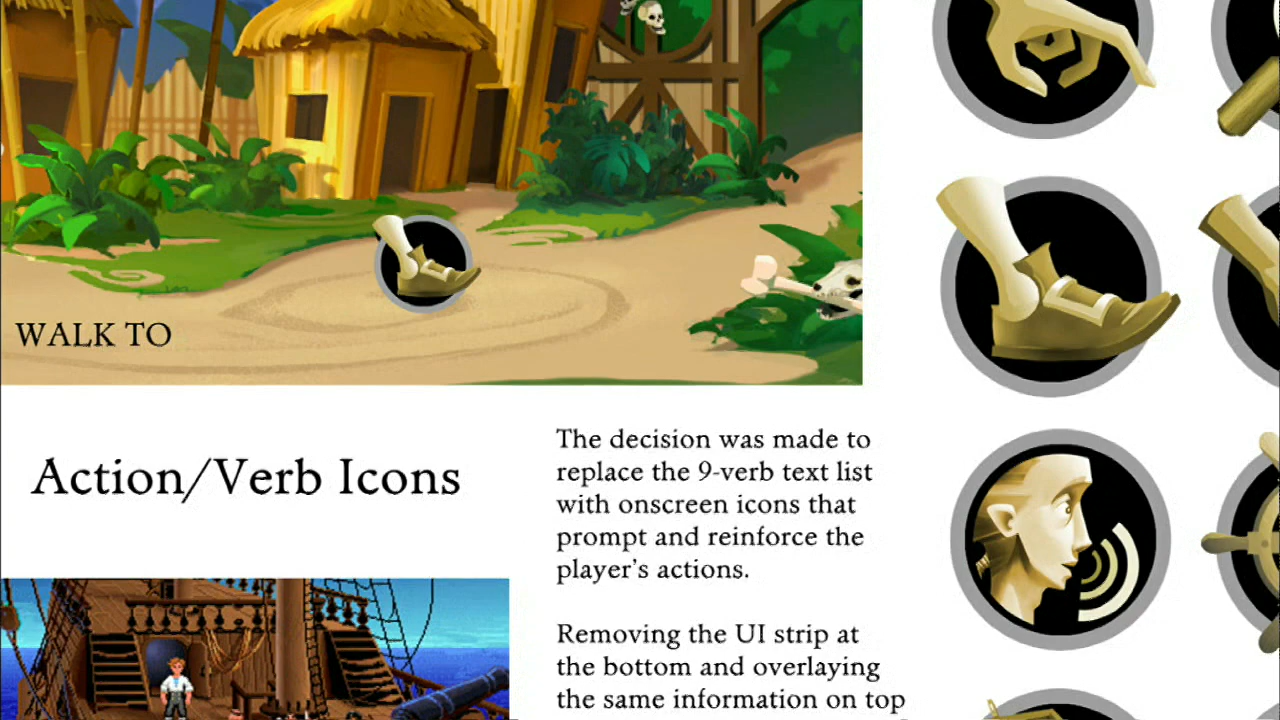 WALK TO
Action/Verb Icons
The decision was made to
replace the 9-verb text list
with onscreen icons that
prompt and reinforce the
player's actions.
Removing the UI strip at
the bottom and overlaying
the same information on top